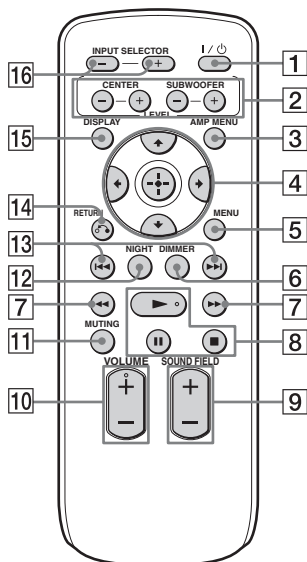 INPUT SELECTOR
I / ⏻
− +
16
1
CENTER SUBWOOFER
− + − +
LEVEL
2
DISPLAY AMP MENU
15
3
4
14
RETURN MENU
5
13
NIGHT DIMMER
12
6
7
7
8
MUTING
11
VOLUME SOUND FIELD
+ +
10
9
− −